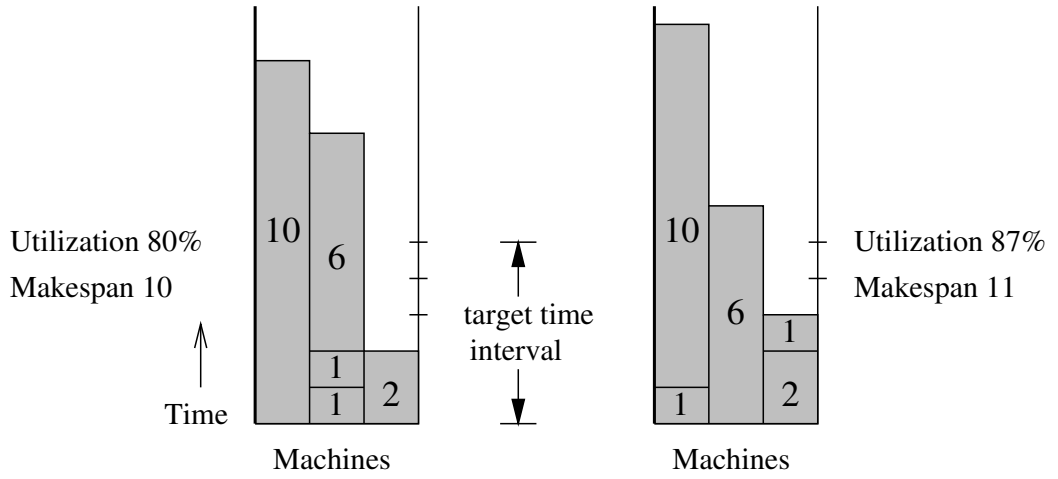 Utilization 80%
Makespan 10
Time
10
6
1
1
2
Machines
target time
interval
10
1
6
1
2
Machines
Utilization 87%
Makespan 11